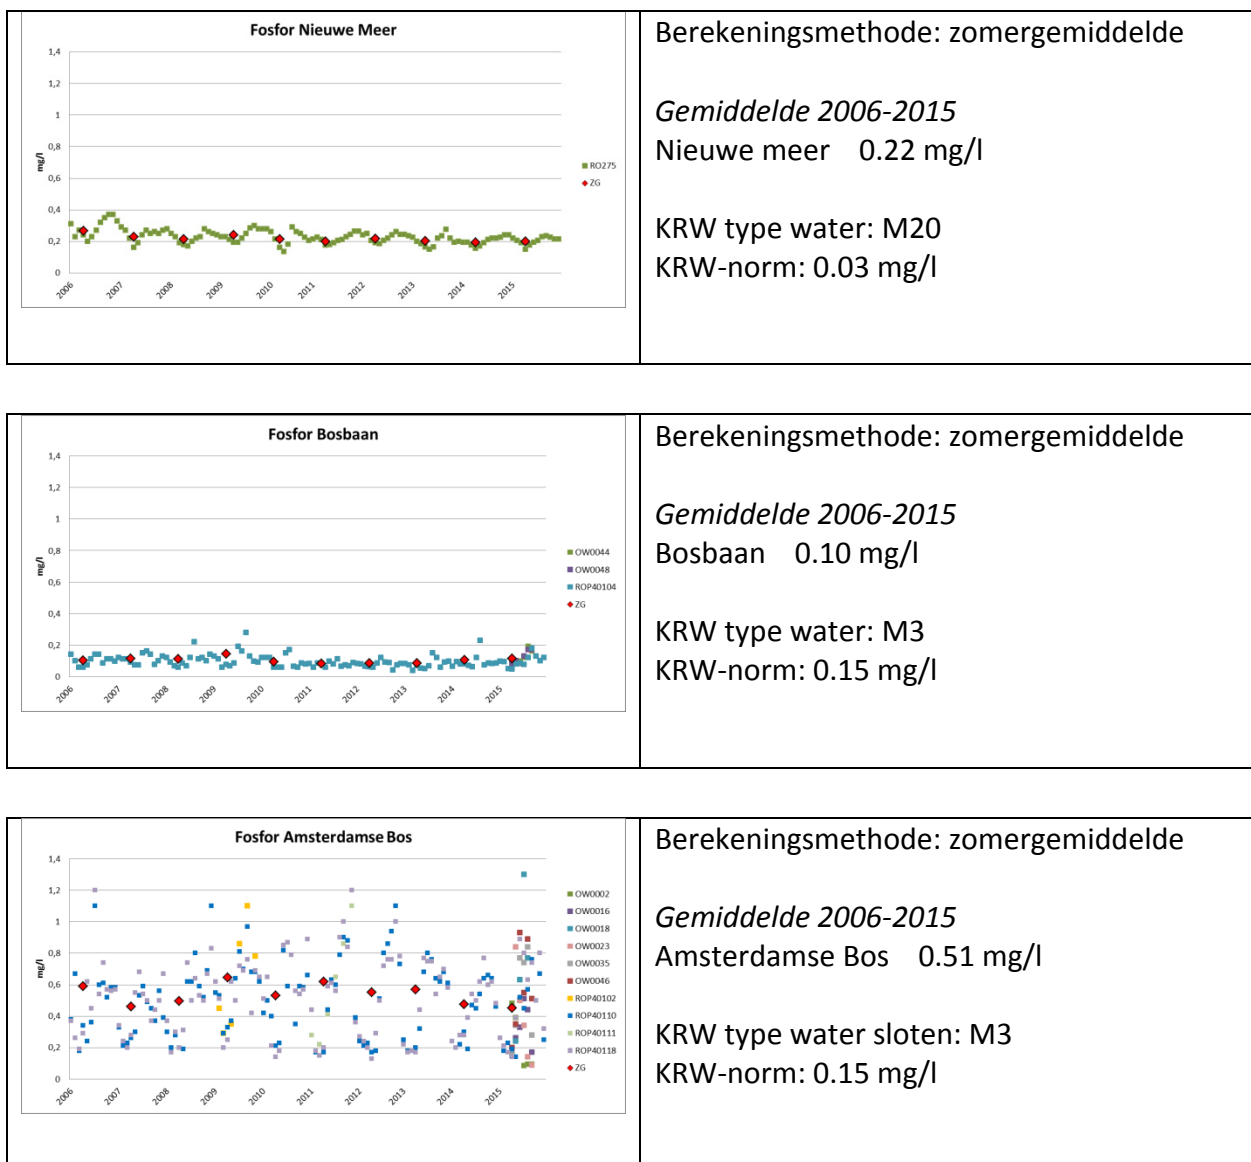 Fosfor Nieuwe Meer
1,4
1,2
1
0,8
0,6
0,4
0,2
0
mg/l
2006
2007
2008
2009
2010
2011
2012
2013
2014
2015
RO275
ZG
Berekeningsmethode: zomergemiddelde
Gemiddelde 2006-2015
Nieuwe meer 0.22 mg/l
KRW type water: M20
KRW-norm: 0.03 mg/l
Fosfor Bosbaan
1,4
1,2
1
0,8
0,6
0,4
0,2
0
mg/l
2006
2007
2008
2009
2010
2011
2012
2013
2014
2015
OW0044
OW0048
ROP40104
ZG
Berekeningsmethode: zomergemiddelde
Gemiddelde 2006-2015
Bosbaan 0.10 mg/l
KRW type water: M3
KRW-norm: 0.15 mg/l
Fosfor Amsterdamse Bos
1,4
1,2
1
0,8
0,6
0,4
0,2
0
mg/l
2006
2007
2008
2009
2010
2011
2012
2013
2014
2015
OW0002
OW0016
OW0018
OW0023
OW0035
OW0046
ROP40102
ROP40110
ROP40111
ROP40118
ZG
Berekeningsmethode: zomergemiddelde
Gemiddelde 2006-2015
Amsterdamse Bos 0.51 mg/l
KRW type water sloten: M3
KRW-norm: 0.15 mg/l